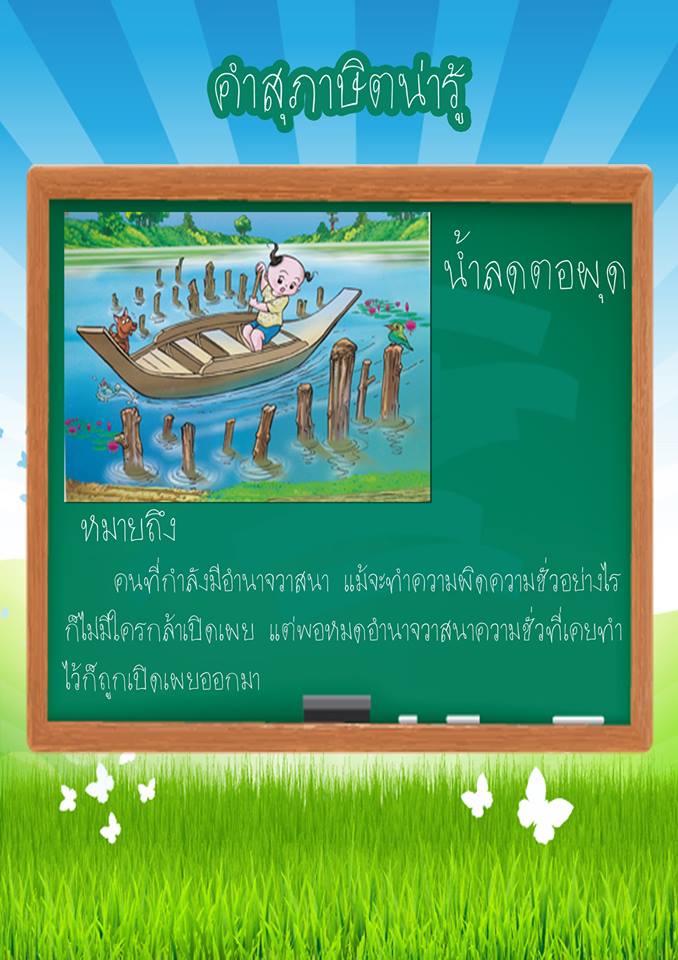 คำสุภาษิตน่ารู้
น้ำลดตอผุด
หมายถึง
คนที่กำลังมีอำนาจวาสนา แม้จะทำความผิดความชั่วอย่างไร
ก็ไม่มีใครกล้าเปิดเผย แต่พอหมดอำนาจวาสนาความชั่วที่เคยทำ
ไว้ก็ถูกเปิดเผยออกมา